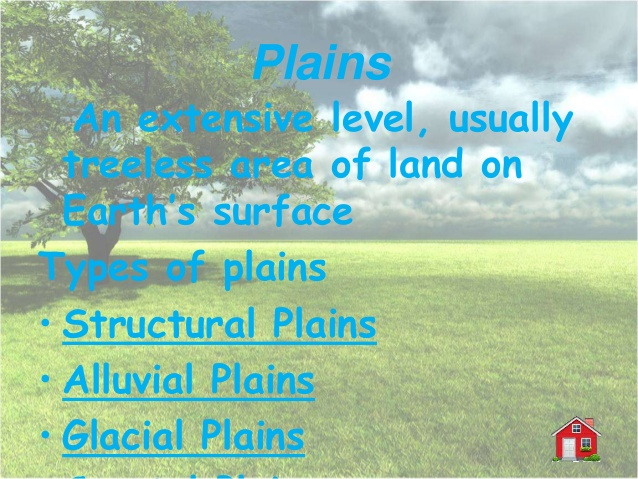 Plains
An extensive level, usually
treeless area of land on
Earth's surface
Types of plains
• Structural Plains
• Alluvial Plains
• Glacial Plains